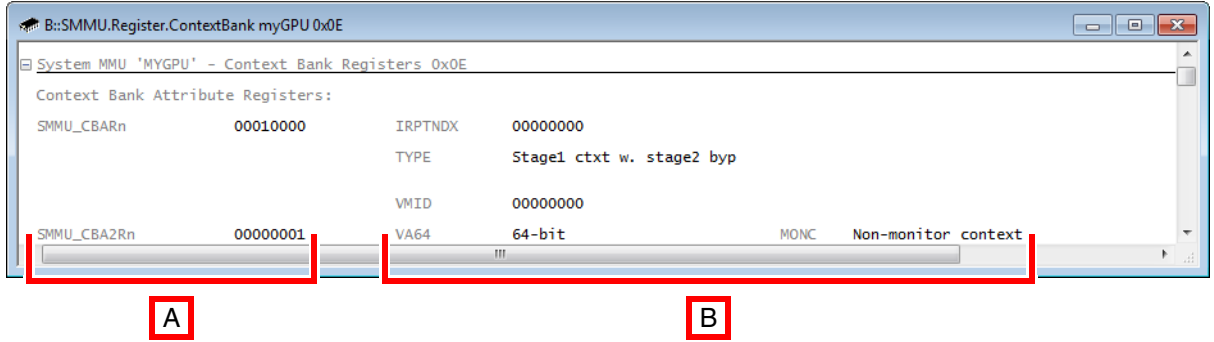 B::SMMU.Register.ContextBank myGPU 0x0E
System MMU 'MYGPU' - Context Bank Registers 0x0E
Context Bank Attribute Registers:
SMMU_CBARn 00010000 IRPTNDX 00000000
TYPE Stage1 ctxt w. stage2 byp
VMID 00000000
SMMU_CBA2Rn 00000001 VA64 64-bit MONC Non-monitor context
A B